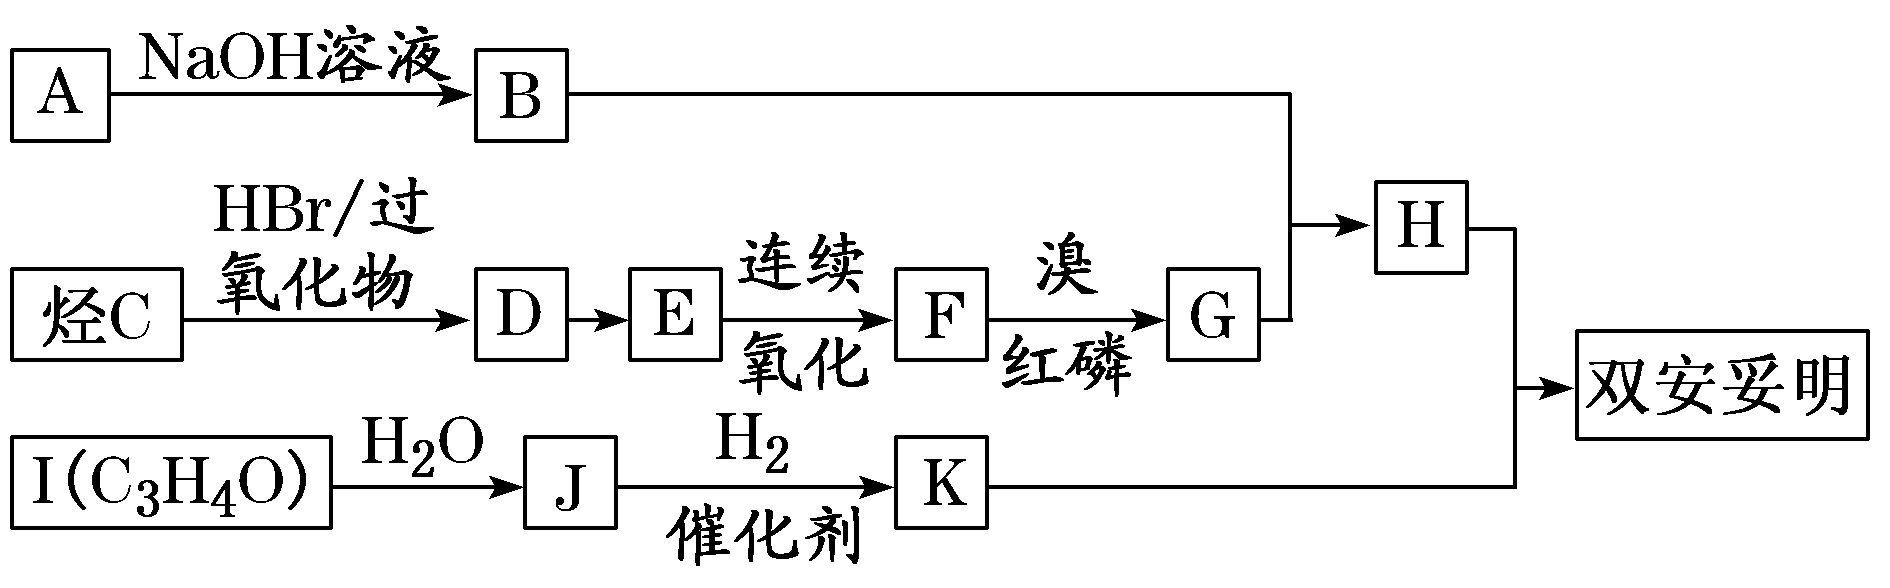 A
NaOH溶液
B
HBr/过
氧化物
烃C
D
E
连续
氧化
F
溴
红磷
G
H
双安妥明
I(C₃H₄O)
H₂O
J
H₂
催化剂
K